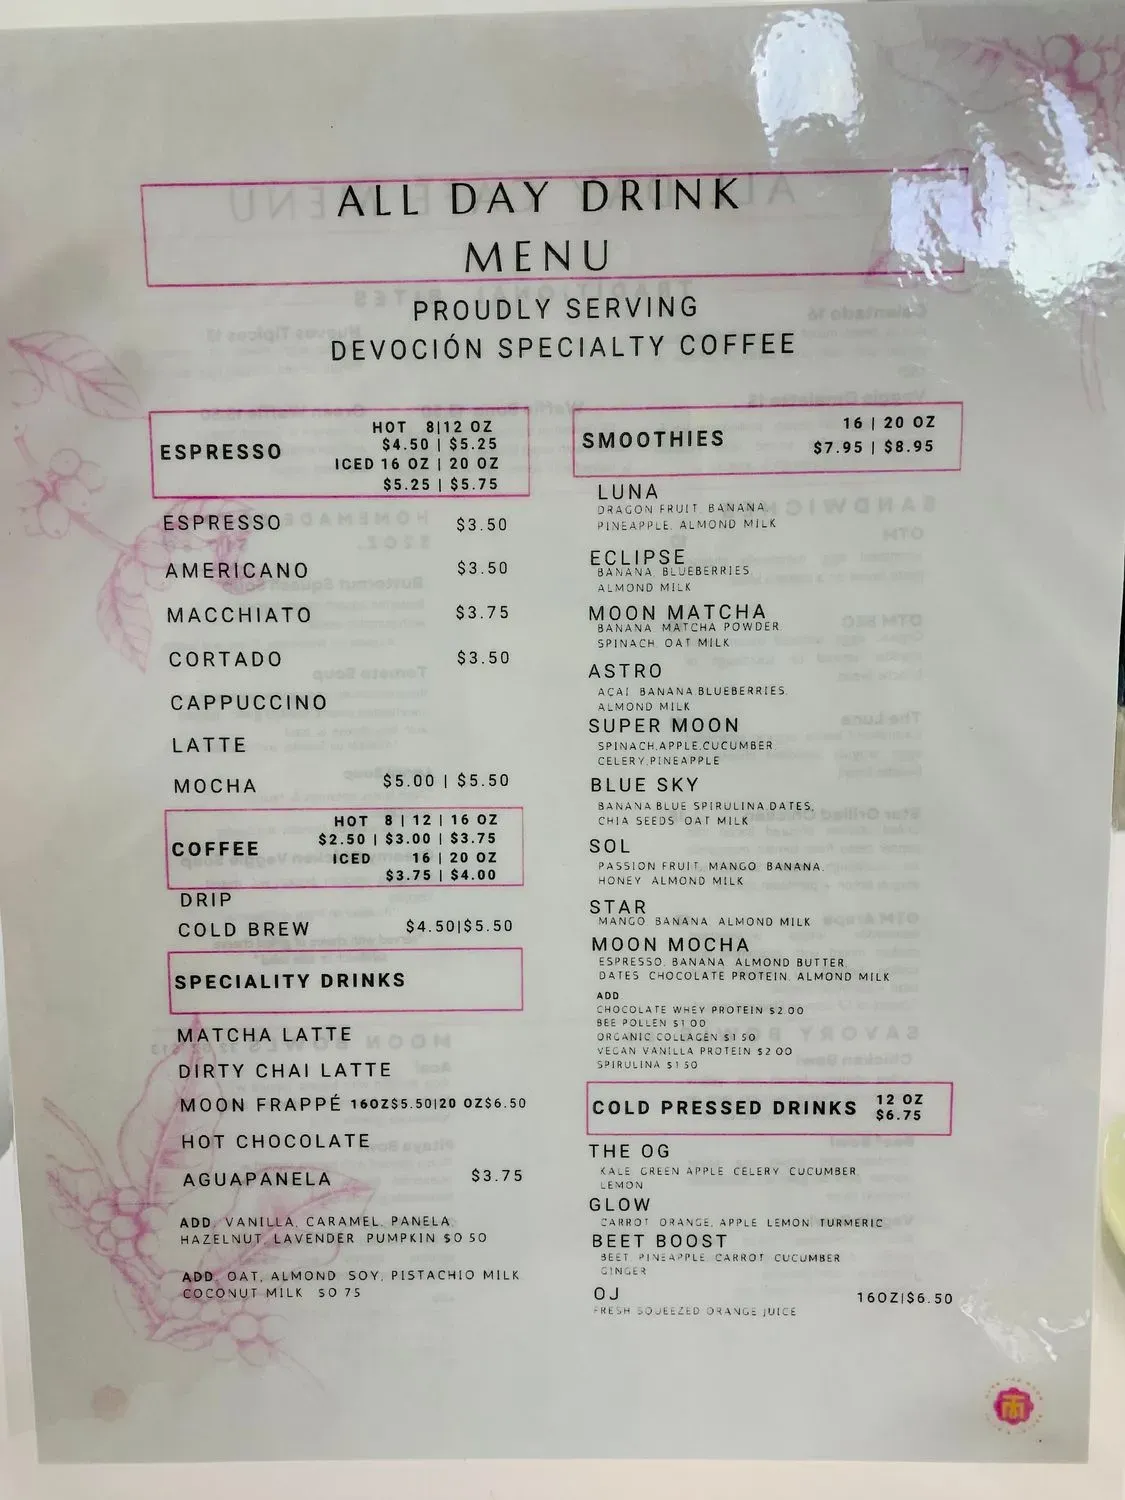 ALL DAY DRINK
MENU
PROUDLY SERVING
DEVOCIÓN SPECIALTY COFFEE
ESPRESSO
HOT 8|12 OZ
$4.50 | $5.25
ICED 16 OZ | 20 OZ
$5.25 | $5.75
ESPRESSO $3.50
AMERICANO $3.50
MACCHIATO $3.75
CORTADO $3.50
CAPPUCCINO
LATTE
MOCHA $5.00 | $5.50
COFFEE
HOT 8 | 12 | 16 OZ
$2.50 | $3.00 | $3.75
ICED 16 | 20 OZ
$3.75 | $4.00
DRIP
COLD BREW $4.50|$5.50
SPECIALITY DRINKS
MATCHA LATTE
DIRTY CHAI LATTE
MOON FRAPPÉ 16OZ$5.50|20 OZ$6.50
HOT CHOCOLATE
AGUAPANELA $3.75
ADD, VANILLA, CARAMEL, PANELA
HAZELNUT, LAVENDER PUMPKIN $0.50
ADD, OAT, ALMOND SOY, PISTACHIO MILK
COCONUT MILK $0.75
SMOOTHIES
16 | 20 OZ
$7.95 | $8.95
LUNA
DRAGON FRUIT, BANANA,
PINEAPPLE, ALMOND MILK
ECLIPSE
BANANA, BLUEBERRIES,
ALMOND MILK
MOON MATCHA
BANANA, MATCHA POWDER
SPINACH, OAT MILK
ASTRO
ACAI, BANANA,BLUEBERRIES,
ALMOND MILK
SUPER MOON
SPINACH,APPLE,CUCUMBER
CELERY,PINEAPPLE
BLUE SKY
BANANA,BLUE SPIRULINA,DATES,
CHIA SEEDS OAT MILK
SOL
PASSION FRUIT, MANGO, BANANA,
HONEY ALMOND MILK
STAR
MANGO, BANANA, ALMOND MILK
MOON MOCHA
ESPRESSO, BANANA, ALMOND BUTTER,
DATES CHOCOLATE PROTEIN, ALMOND MILK
ADD
CHOCOLATE WHEY PROTEIN $2.00
BEE POLLEN $1.00
ORGANIC COLLAGEN $1.50
VEGAN VANILLA PROTEIN $2.00
SPIRULINA $1.50
COLD PRESSED DRINKS
12 OZ
$6.75
THE OG
KALE, GREEN APPLE, CELERY, CUCUMBER,
LEMON
GLOW
CARROT, ORANGE, APPLE, LEMON, TURMERIC
BEET BOOST
BEET, PINEAPPLE, CARROT, CUCUMBER
GINGER
OJ 16OZ|$6.50
FRESH SQUEEZED ORANGE JUICE